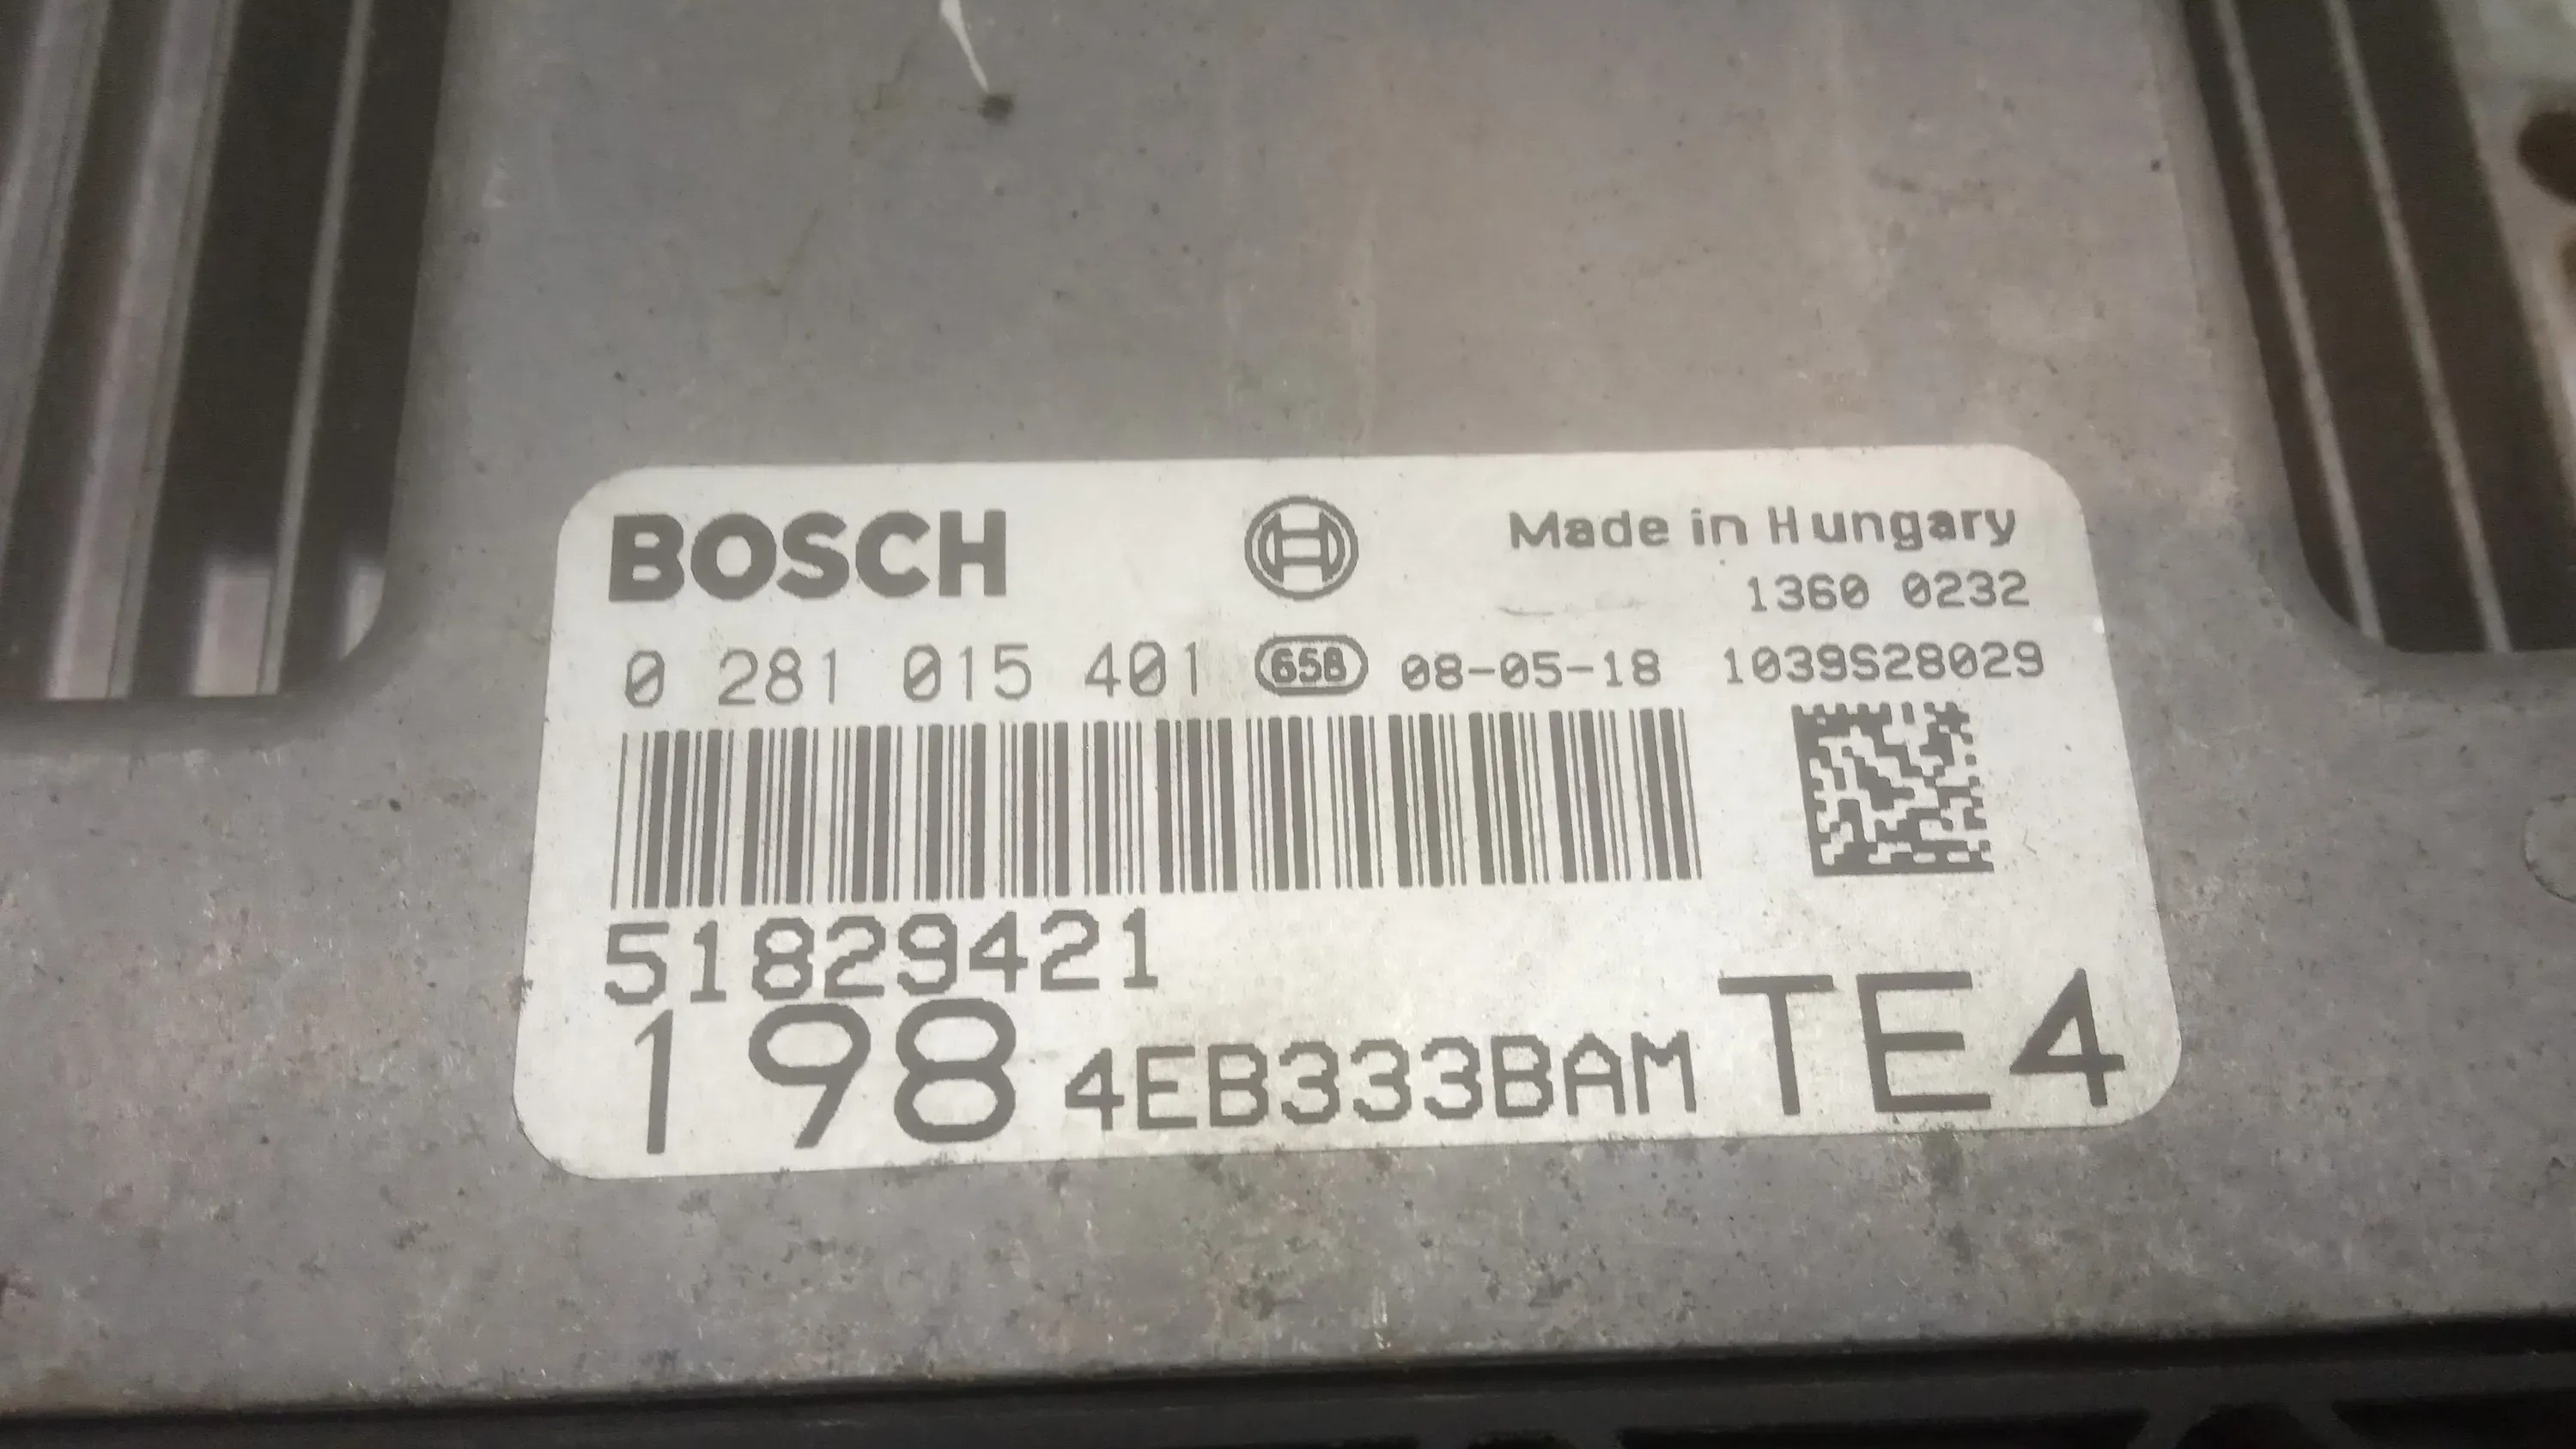 BOSCH
Made in Hungary
1360 0232
0 281 015 401 658 08-05-18 1039S28029
51829421
198 4EB333BAM TE4